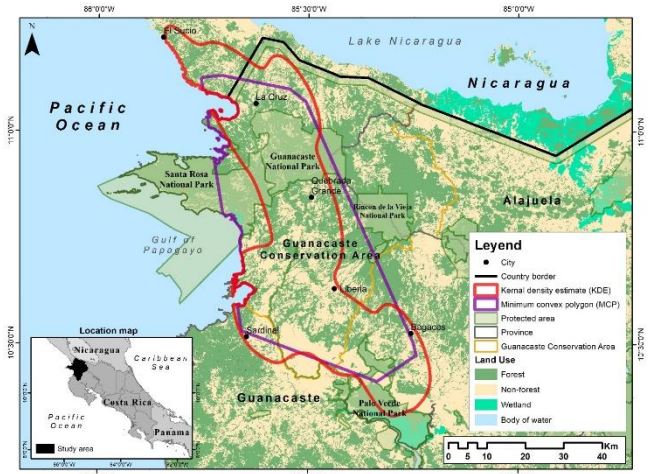 86°0'0"W
85°30'0"W
85°0'0"W
El Sucio
Lake Nicaragua
Nicaragua
Pacific
Ocean
La Cruz
11°0'0"N
11°0'0"N
Guanacaste
National Park
Santa Rosa
National Park
Quebrada
Grande
Rincon de la Vieja
National Park
Alajuela
Gulf of
Papagayo
Guanacaste
Conservation Area
Liberia
Sardinal
Bagaces
10°30'0"N
10°30'0"N
Guanacaste
Palo Verde
National Park
Leyend
City
Country border
Kernal density estimate (KDE)
Minimum convex polygon (MCP)
Protected area
Province
Guanacaste Conservation Area
Land Use
Forest
Non-forest
Wetland
Body of water
0 5 10 20 30 40
Km
Location map
Nicaragua
Caribbean
Sea
Costa Rica
Pacific
Ocean
Panama
Study area